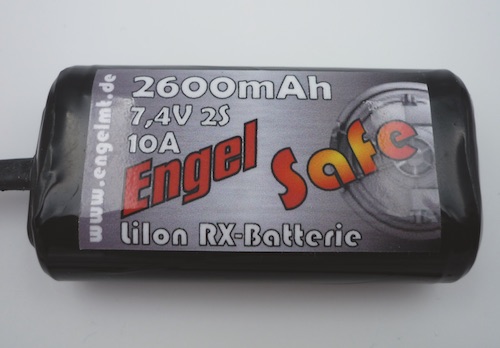 2600mAh
7,4V 2S
10A
Engel Safe
LiIon RX-Batterie
www.engelmt.de